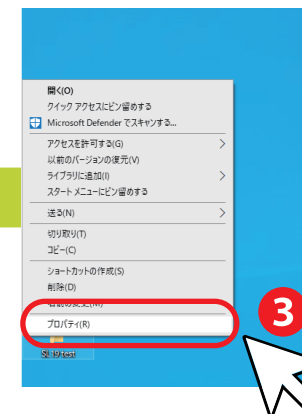 開く(O)
クイック アクセスにピン留めする
Microsoft Defender でスキャンする...
アクセスを許可する(G)
以前のバージョンの復元(V)
ライブラリに追加(I)
スタート メニューにピン留めする
送る(N)
切り取り(T)
コピー(C)
ショートカットの作成(S)
削除(D)
名前の変更(M)
プロパティ(R)
3